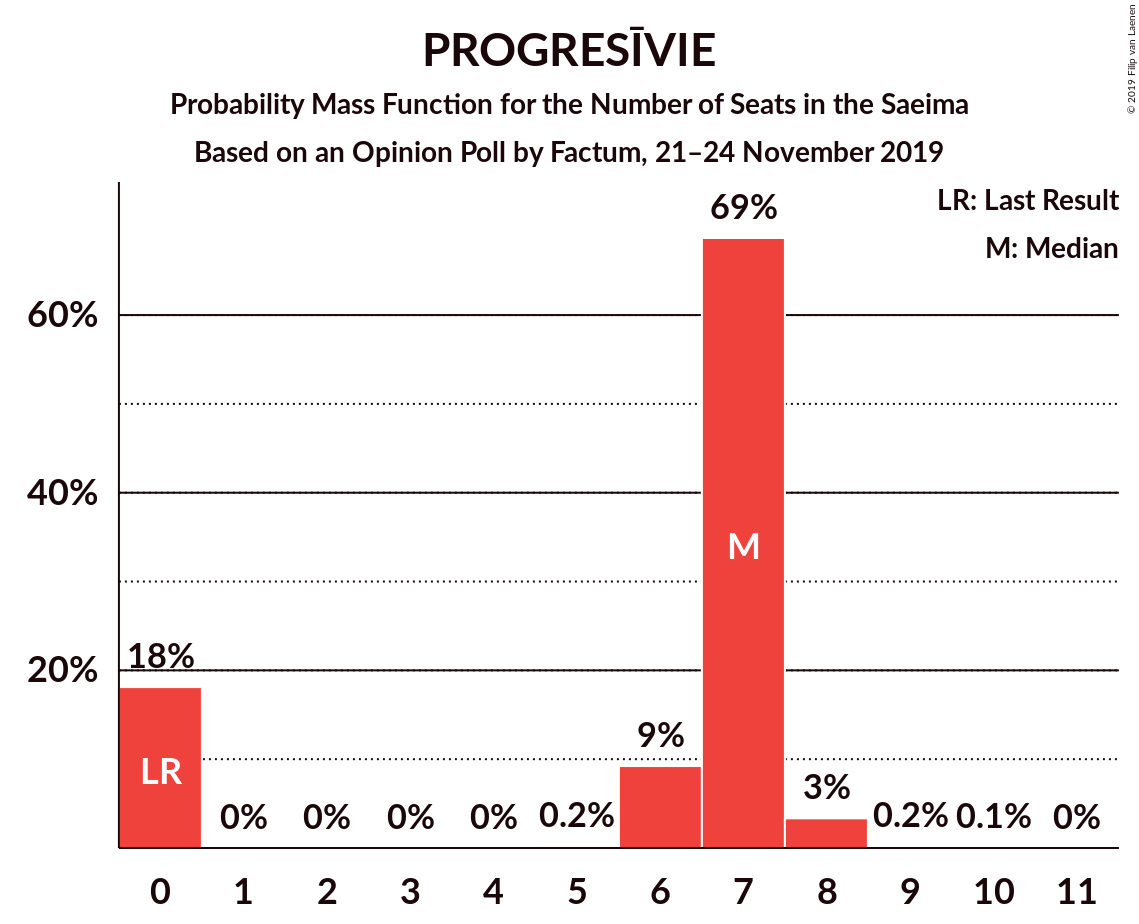 PROGRESĪVIE
Probability Mass Function for the Number of Seats in the Saeima
Based on an Opinion Poll by Factum, 21–24 November 2019
© 2019 Filip van Laenen
LR: Last Result
M: Median
69%
60%
40%
M
18%
20%
9%
LR
3%
0% 0% 0% 0% 0.2% 0.2% 0.1% 0%
0 1 2 3 4 5 6 7 8 9 10 11